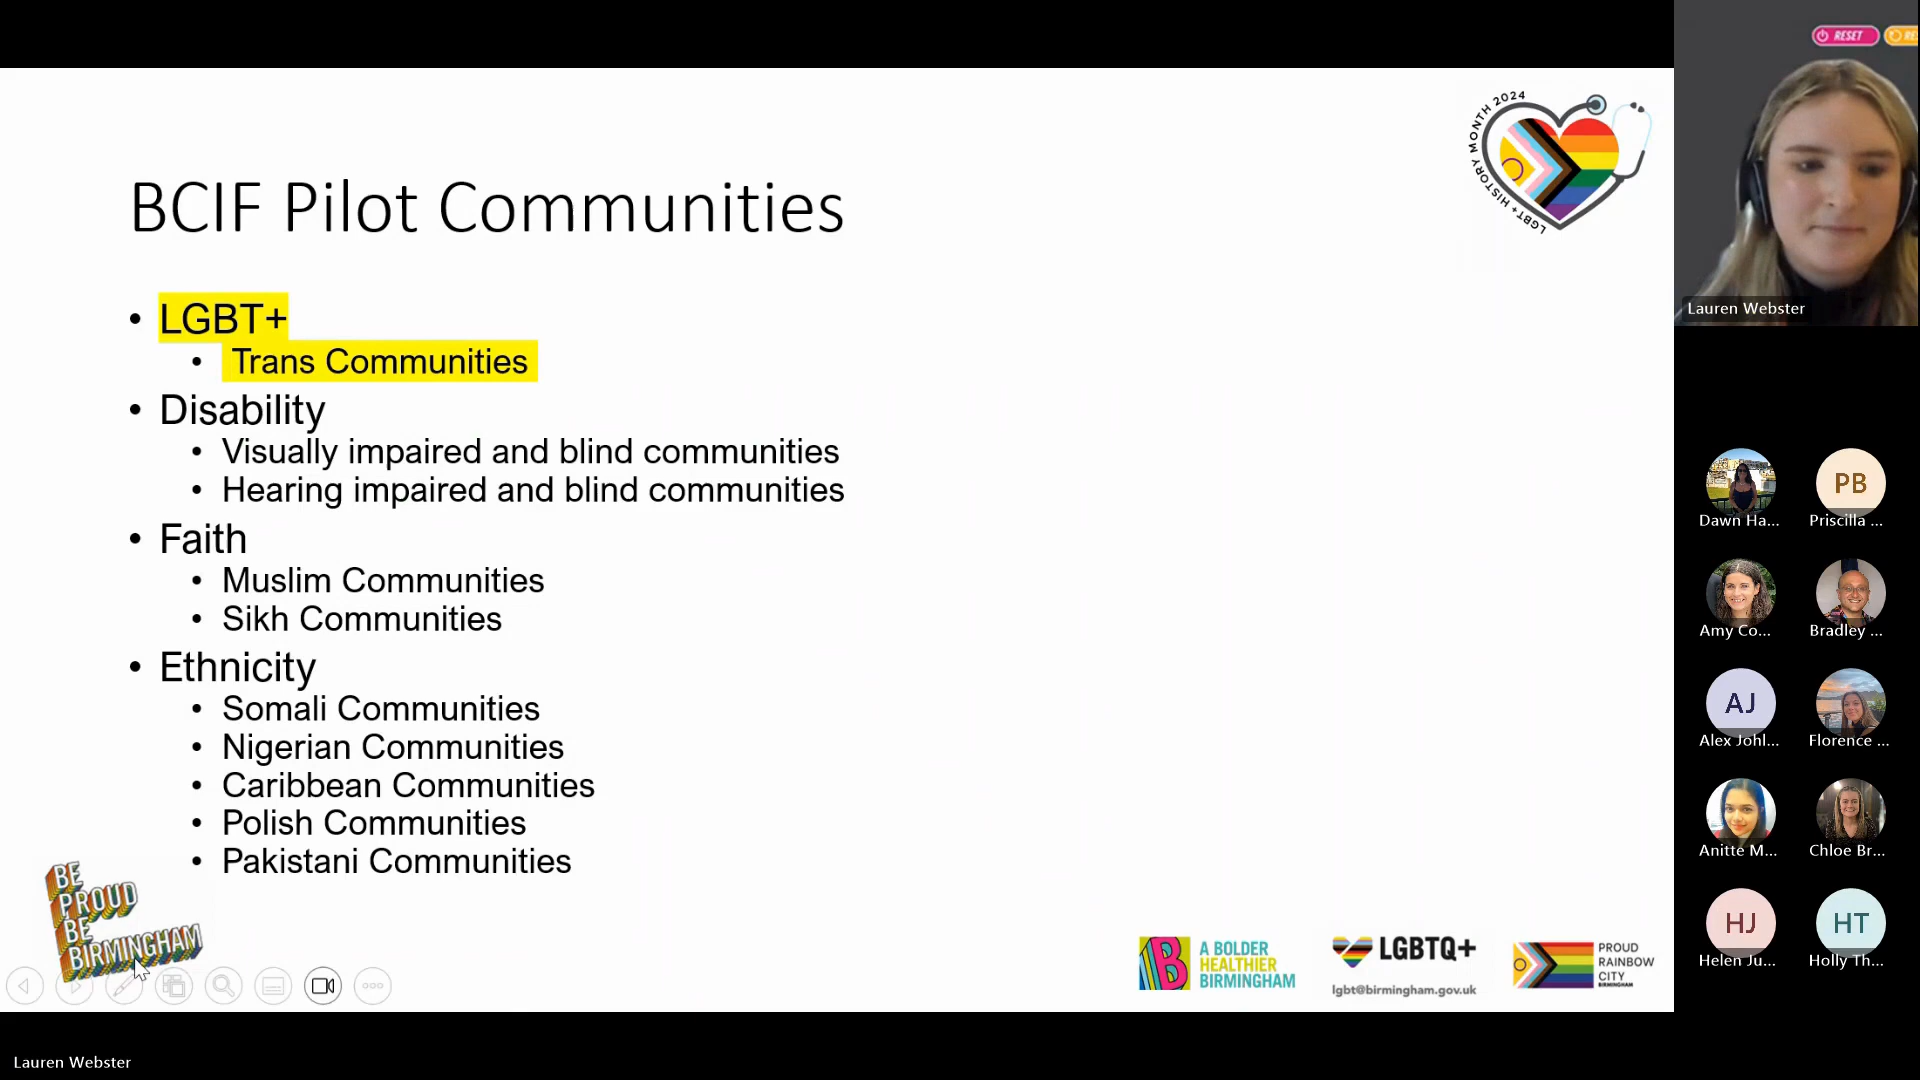 RESET
LGBT+ HISTORY MONTH 2024
BCIF Pilot Communities
• LGBT+
• Trans Communities
• Disability
• Visually impaired and blind communities
• Hearing impaired and blind communities
• Faith
• Muslim Communities
• Sikh Communities
• Ethnicity
• Somali Communities
• Nigerian Communities
• Caribbean Communities
• Polish Communities
• Pakistani Communities
BE
PROUD
BE
BIRMINGHAM
A BOLDER
HEALTHIER
BIRMINGHAM
LGBTQ+
lgbt@birmingham.gov.uk
PROUD
RAINBOW
CITY
BIRMINGHAM
Lauren Webster
Dawn Ha...
PB
Priscilla ...
Amy Co...
Bradley ...
AJ
Alex Johl...
Florence ...
Anitte M...
Chloe Br...
HJ
Helen Ju...
HT
Holly Th...
Lauren Webster